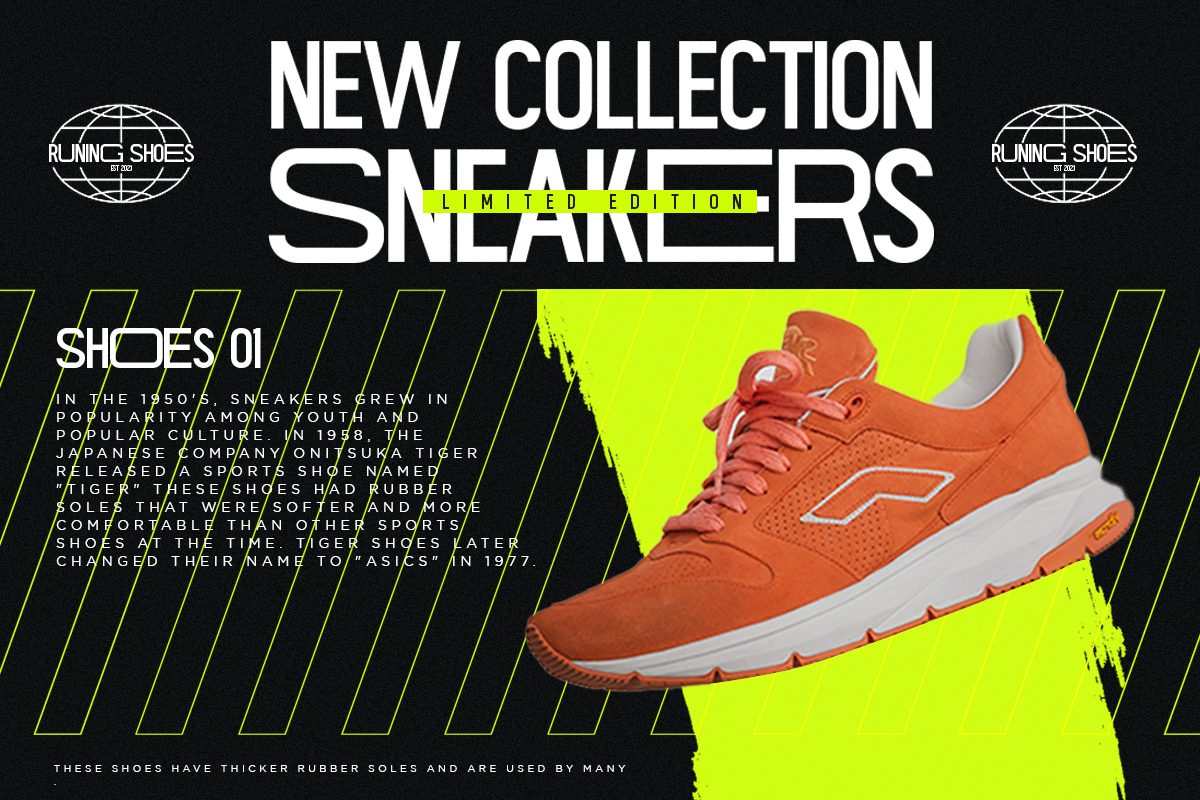 NEW COLLECTION
SNEAKERS
LIMITED EDITION
RUNING SHOES
EST 2023
RUNING SHOES
EST 2023
SHOES 01
IN THE 1950'S, SNEAKERS GREW IN
POPULARITY AMONG YOUTH AND
POPULAR CULTURE. IN 1958, THE
JAPANESE COMPANY ONITSUKA TIGER
RELEASED A SPORTS SHOE NAMED
"TIGER" THESE SHOES HAD RUBBER
SOLES THAT WERE SOFTER AND MORE
COMFORTABLE THAN OTHER SPORTS
SHOES AT THE TIME. TIGER SHOES LATER
CHANGED THEIR NAME TO "ASICS" IN 1977.
THESE SHOES HAVE THICKER RUBBER SOLES AND ARE USED BY MANY
.